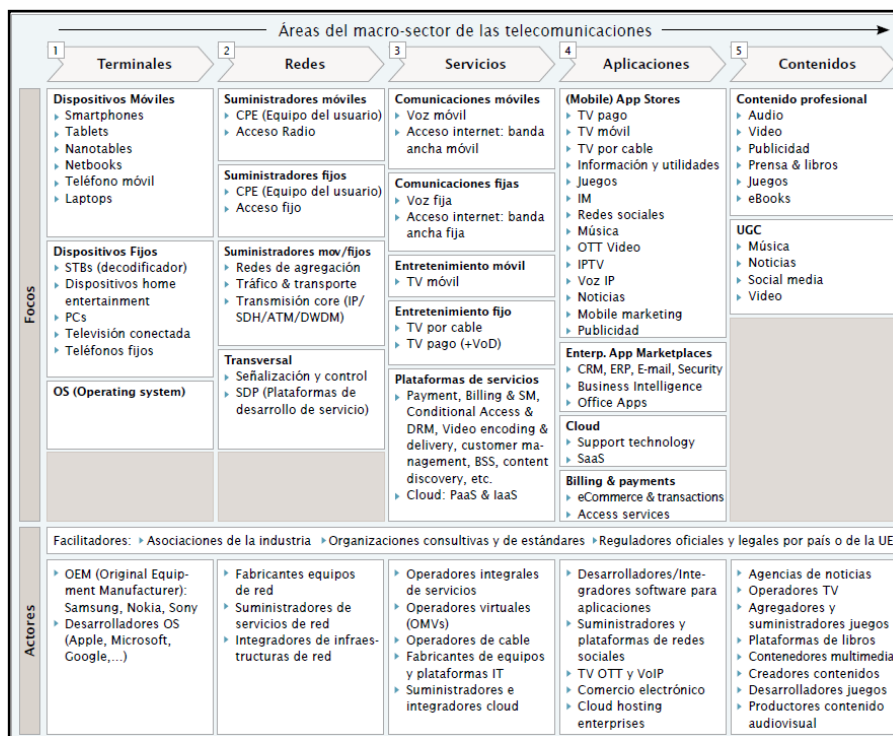 Áreas del macro-sector de las telecomunicaciones
1
Terminales
2
Redes
3
Servicios
4
Aplicaciones
5
Contenidos
Focos
Dispositivos Móviles
Smartphones
Tablets
Nanotables
Netbooks
Teléfono móvil
Laptops
Dispositivos Fijos
STBs (decodificador)
Dispositivos home
entertainment
PCs
Televisión conectada
Teléfonos fijos
OS (Operating system)
Suministradores móviles
CPE (Equipo del usuario)
Acceso Radio
Suministradores fijos
CPE (Equipo del usuario)
Acceso fijo
Suministradores mov/fijos
Redes de agregación
Tráfico & transporte
Transmisión core (IP/
SDH/ATM/DWDM)
Transversal
Señalización y control
SDP (Plataformas de
desarrollo de servicio)
Comunicaciones móviles
Voz móvil
Acceso internet: banda
ancha móvil
Comunicaciones fijas
Voz fija
Acceso internet: banda
ancha fija
Entretenimiento móvil
TV móvil
Entretenimiento fijo
TV por cable
TV pago (+VoD)
Plataformas de servicios
Payment, Billing & SM,
Conditional Access &
DRM, Video encoding &
delivery, customer ma-
nagement, BSS, content
discovery, etc.
Cloud: PaaS & IaaS
(Mobile) App Stores
TV pago
TV móvil
TV por cable
Información y utilidades
Juegos
IM
Redes sociales
Música
OTT Video
IPTV
Voz IP
Noticias
Mobile marketing
Publicidad
Enterp. App Marketplaces
CRM, ERP, E-mail, Security
Business Intelligence
Office Apps
Cloud
Support technology
SaaS
Billing & payments
eCommerce & transactions
Access services
Contenido profesional
Audio
Video
Publicidad
Prensa & libros
Juegos
eBooks
UGC
Música
Noticias
Social media
Video
Actores
Facilitadores: Asociaciones de la industria Organizaciones consultivas y de estándares Reguladores oficiales y legales por país o de la UE
OEM (Original Equip-
ment Manufacturer):
Samsung, Nokia, Sony
Desarrolladores OS
(Apple, Microsoft,
Google,...)
Fabricantes equipos
de red
Suministradores de
servicios de red
Integradores de infraes-
tructuras de red
Operadores integrales
de servicios
Operadores virtuales
(OMVs)
Operadores de cable
Fabricantes de equipos
y plataformas IT
Suministradores e
integradores cloud
Desarrolladores/Inte-
gradores software para
aplicaciones
Suministradores y
plataformas de redes
sociales
TV OTT y VoIP
Comercio electrónico
Cloud hosting
enterprises
Agencias de noticias
Operadores TV
Agregadores y
suministradores juegos
Plataformas de libros
Contenedores multimedia
Creadores contenidos
Desarrolladores juegos
Productores contenido
audiovisual